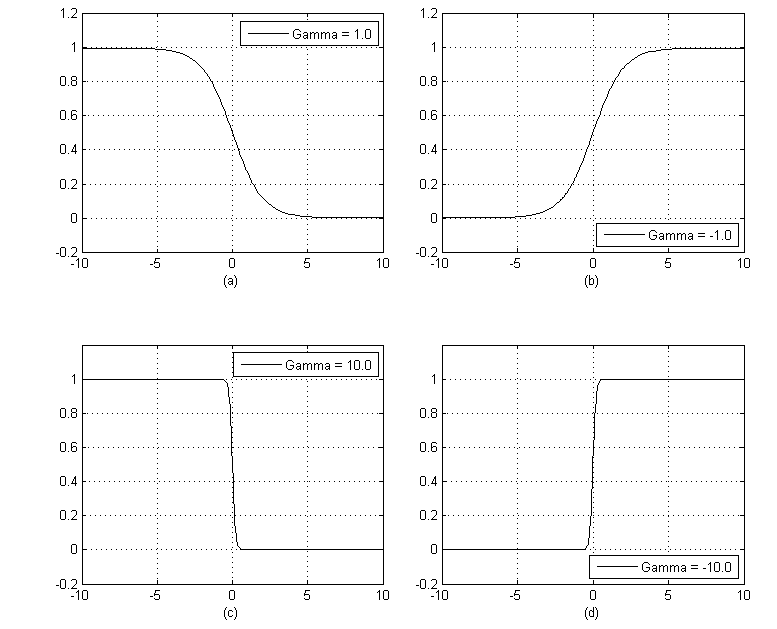 1.2 1.2
Gamma = 1.0
1 1
0.8 0.8
0.6 0.6
0.4 0.4
0.2 0.2
0 0
Gamma = -1.0
-0.2 -0.2
-10 -5 0 5 10 -10 -5 0 5 10
(a) (b)
Gamma = 10.0
1 1
0.8 0.8
0.6 0.6
0.4 0.4
0.2 0.2
0 0
Gamma = -10.0
-0.2 -0.2
-10 -5 0 5 10 -10 -5 0 5 10
(c) (d)